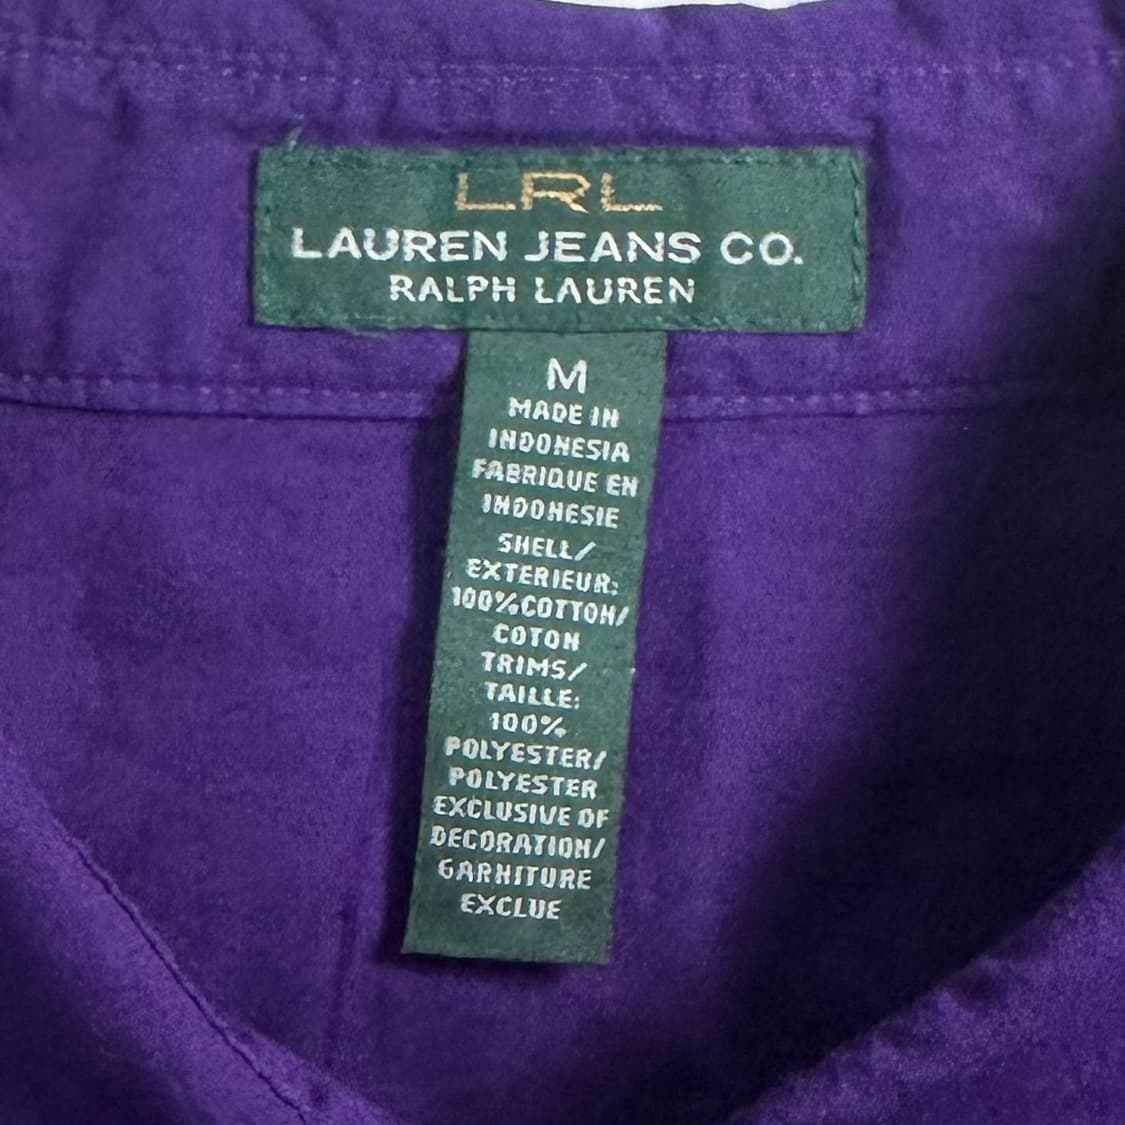 LRL
LAUREN JEANS CO.
RALPH LAUREN
M
MADE IN
INDONESIA
FABRIQUE EN
INDONESIE
SHELL/
EXTERIEUR:
100%COTTON/
COTON
TRIMS/
TAILLE:
100%
POLYESTER/
POLYESTER
EXCLUSIVE OF
DECORATION/
GARNITURE
EXCLUE